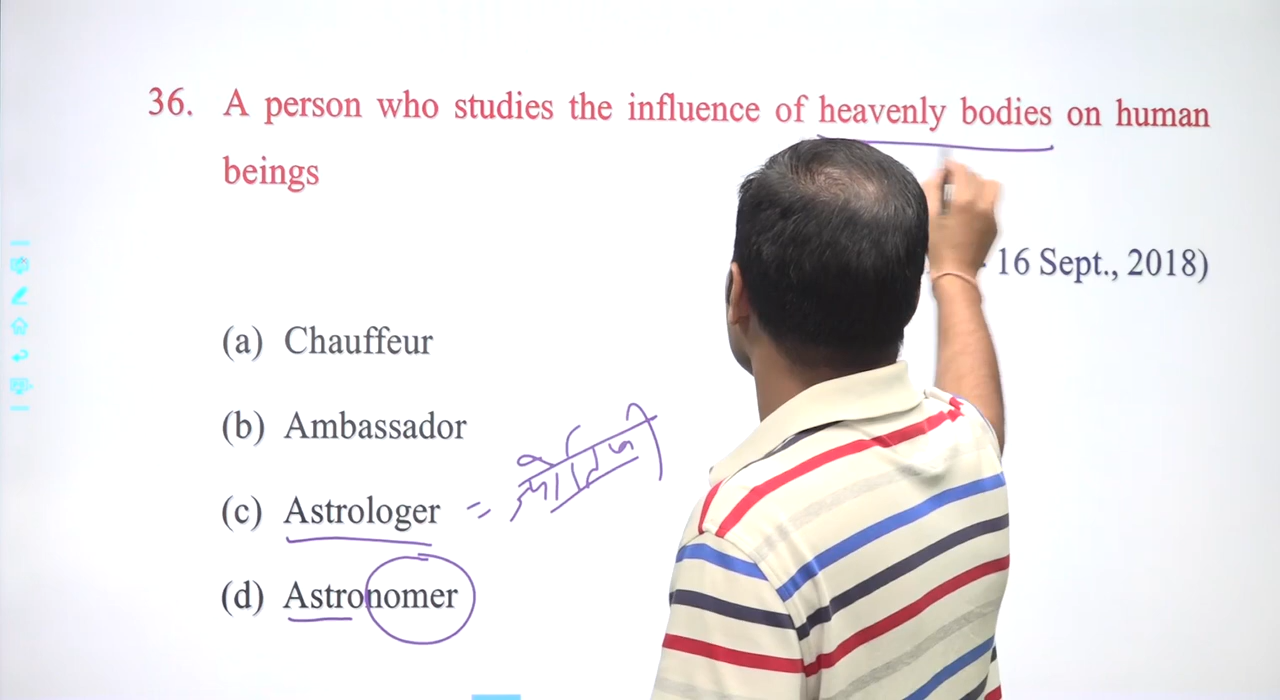 36. A person who studies the influence of heavenly bodies on human
beings
16 Sept., 2018)
(a) Chauffeur
(b) Ambassador
(c) Astrologer =
(d) Astronomer